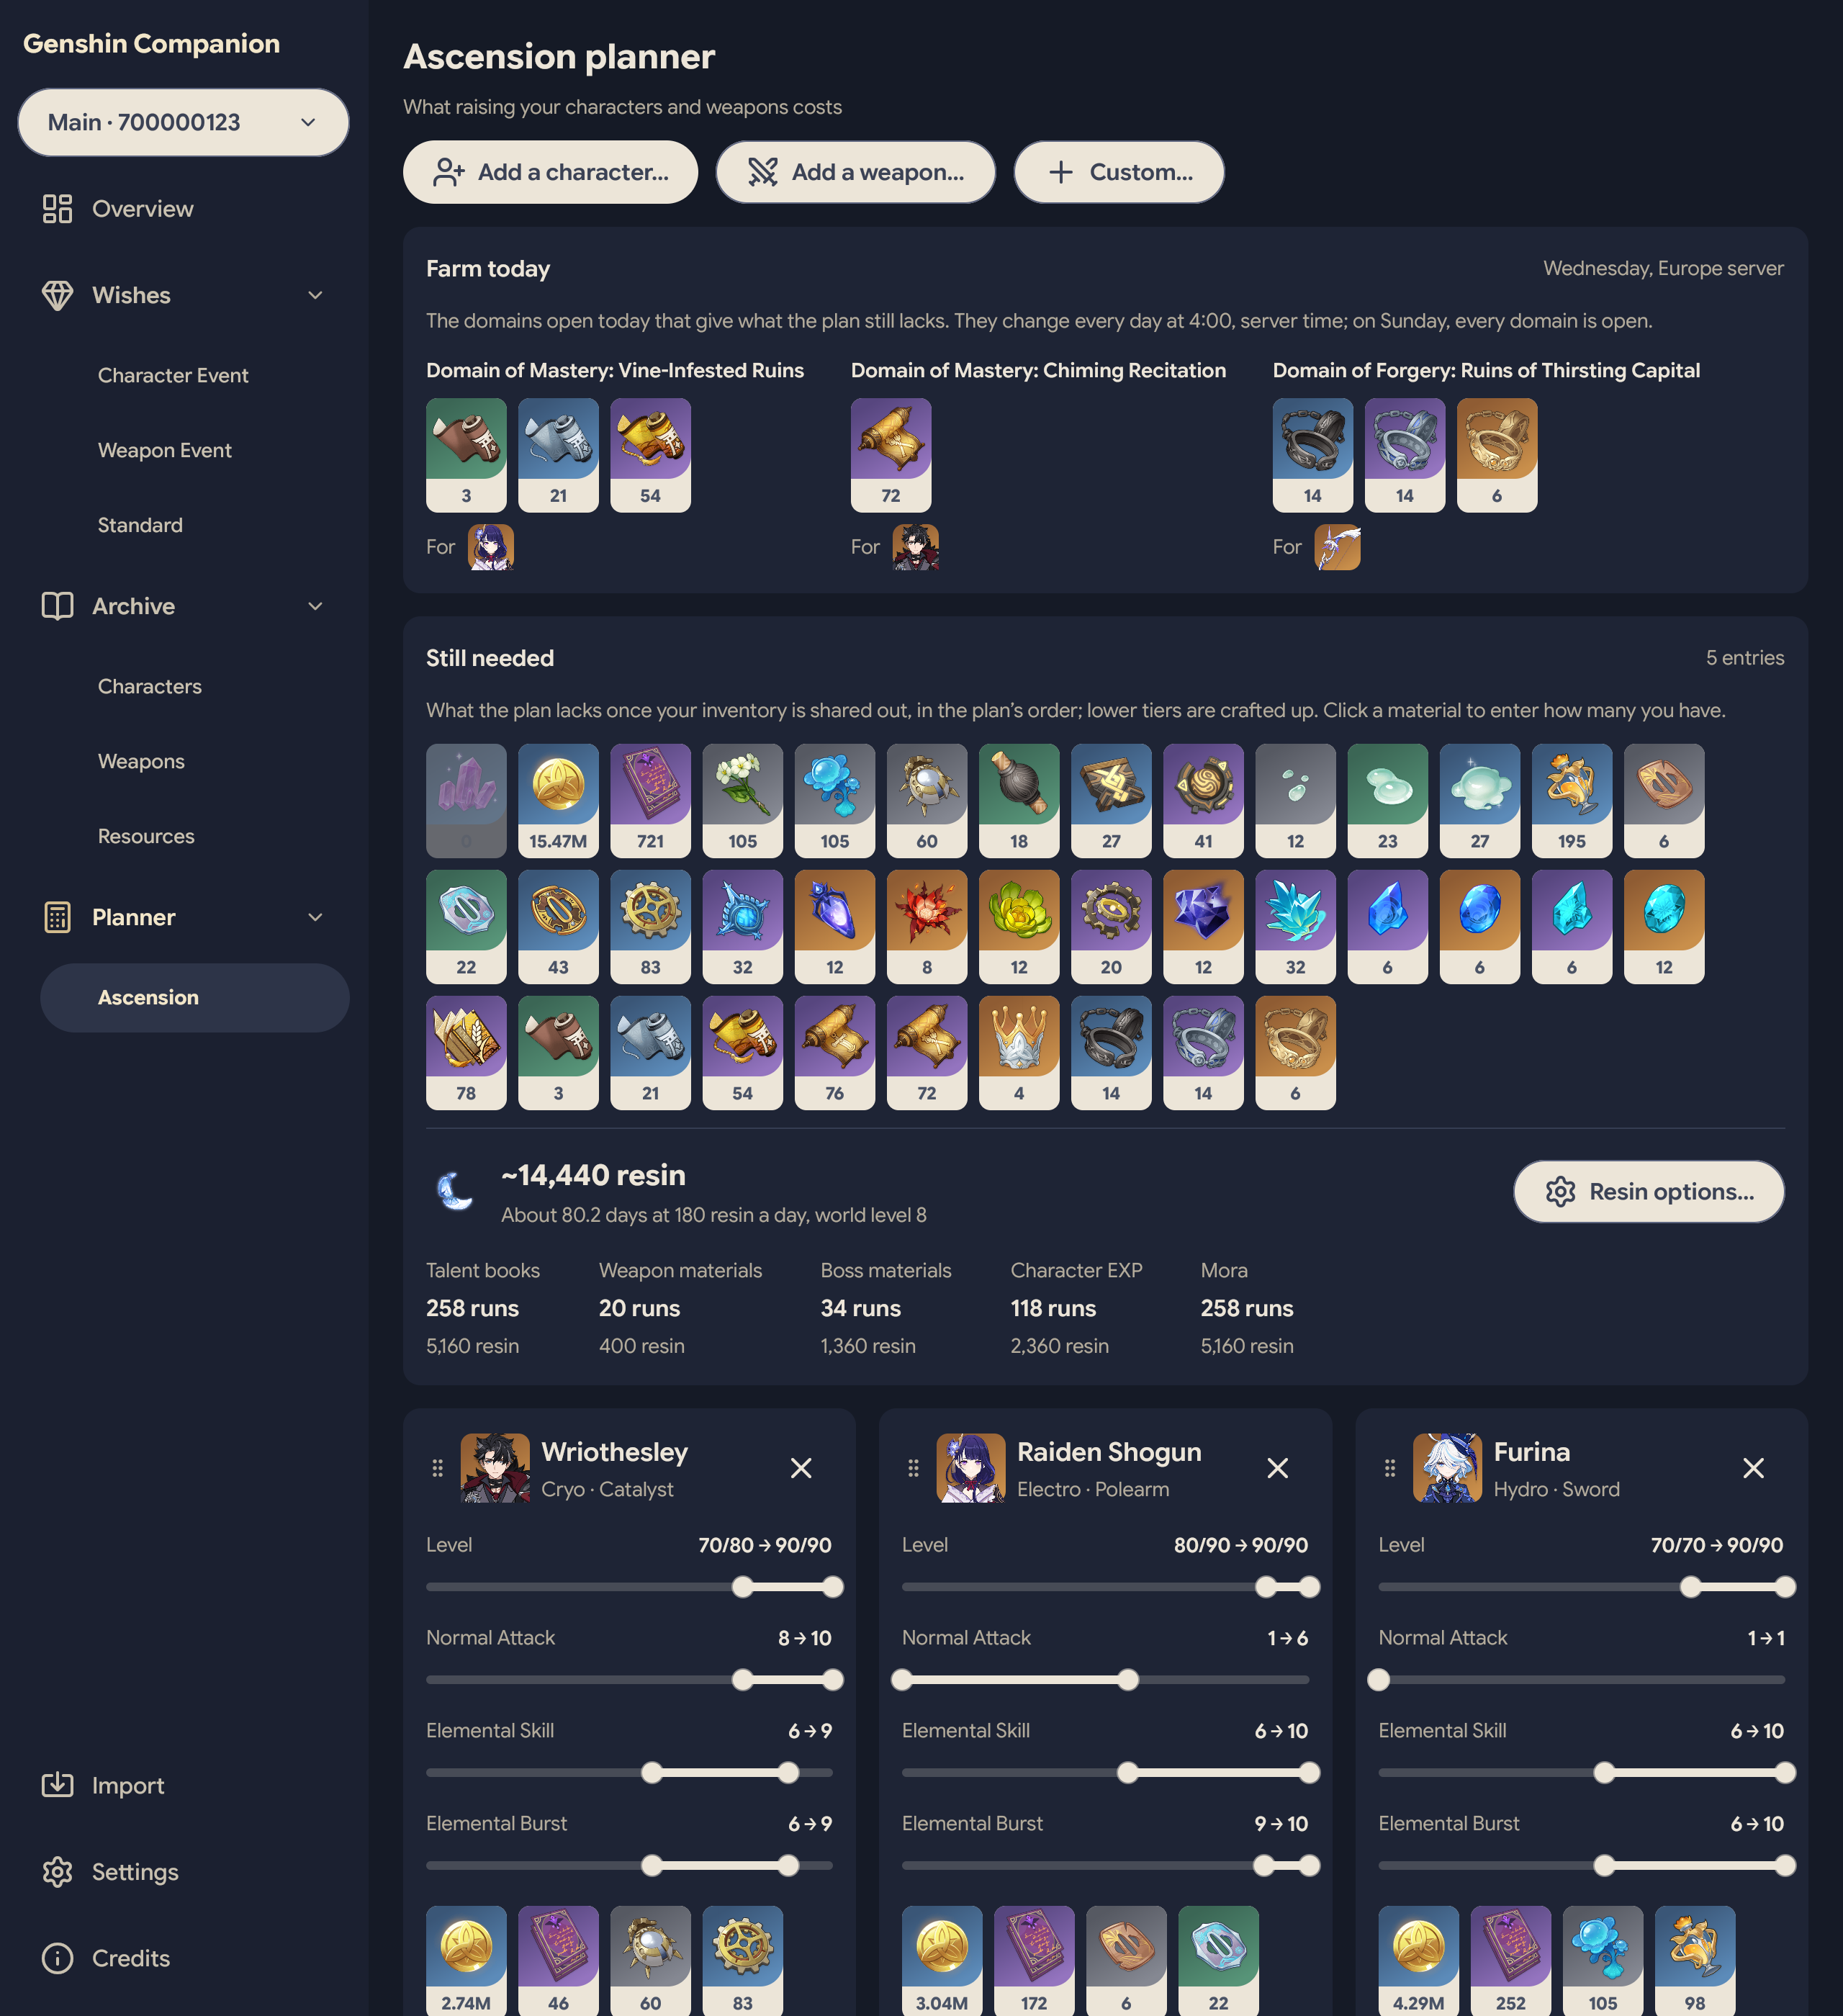 Genshin Companion
Main · 700000123
Overview
Wishes
Character Event
Weapon Event
Standard
Archive
Characters
Weapons
Resources
Planner
Ascension
Import
Settings
Credits
Ascension planner
What raising your characters and weapons costs
Add a character...
Add a weapon...
Custom...
Farm today
Wednesday, Europe server
The domains open today that give what the plan still lacks. They change every day at 4:00, server time; on Sunday, every domain is open.
Domain of Mastery: Vine-Infested Ruins
3 21 54
For
Domain of Mastery: Chiming Recitation
72
For
Domain of Forgery: Ruins of Thirsting Capital
14 14 6
For
Still needed
5 entries
What the plan lacks once your inventory is shared out, in the plan’s order; lower tiers are crafted up. Click a material to enter how many you have.
0 15.47M 721 105 105 60 18 27 41 12 23 27 195 6
22 43 83 32 12 8 12 20 12 32 6 6 6 12
78 3 21 54 76 72 4 14 14 6
~14,440 resin
About 80.2 days at 180 resin a day, world level 8
Resin options...
Talent books
258 runs
5,160 resin
Weapon materials
20 runs
400 resin
Boss materials
34 runs
1,360 resin
Character EXP
118 runs
2,360 resin
Mora
258 runs
5,160 resin
Wriothesley
Cryo · Catalyst
Level 70/80 → 90/90
Normal Attack 8 → 10
Elemental Skill 6 → 9
Elemental Burst 6 → 9
2.74M 46 60 83
Raiden Shogun
Electro · Polearm
Level 80/90 → 90/90
Normal Attack 1 → 6
Elemental Skill 6 → 10
Elemental Burst 9 → 10
3.04M 172 6 22
Furina
Hydro · Sword
Level 70/70 → 90/90
Normal Attack 1 → 1
Elemental Skill 6 → 10
Elemental Burst 6 → 10
4.29M 252 105 98